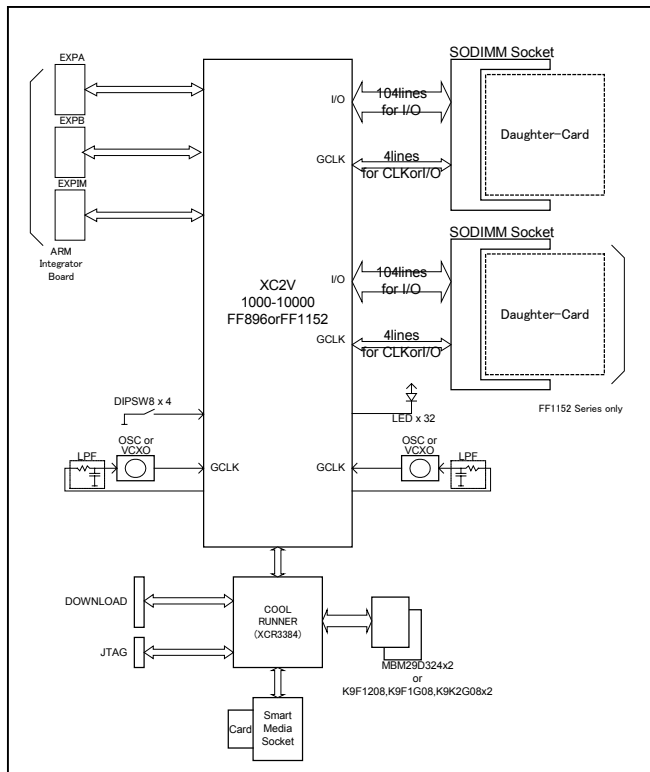 EXPA
EXPB
EXPIM
ARM
Integrator
Board
XC2V
1000-10000
FF896orFF1152
I/O
104lines
for I/O
GCLK
4lines
for CLKorI/O
SODIMM Socket
Daughter-Card
SODIMM Socket
I/O
104lines
for I/O
GCLK
4lines
for CLKorI/O
Daughter-Card
FF1152 Series only
DIPSW8 x 4
LED x 32
LPF
OSC or
VCXO
GCLK
GCLK
OSC or
VCXO
LPF
DOWNLOAD
JTAG
COOL
RUNNER
(XCR3384)
MBM29D324x2
or
K9F1208,K9F1G08,K9K2G08x2
Card
Smart
Media
Socket